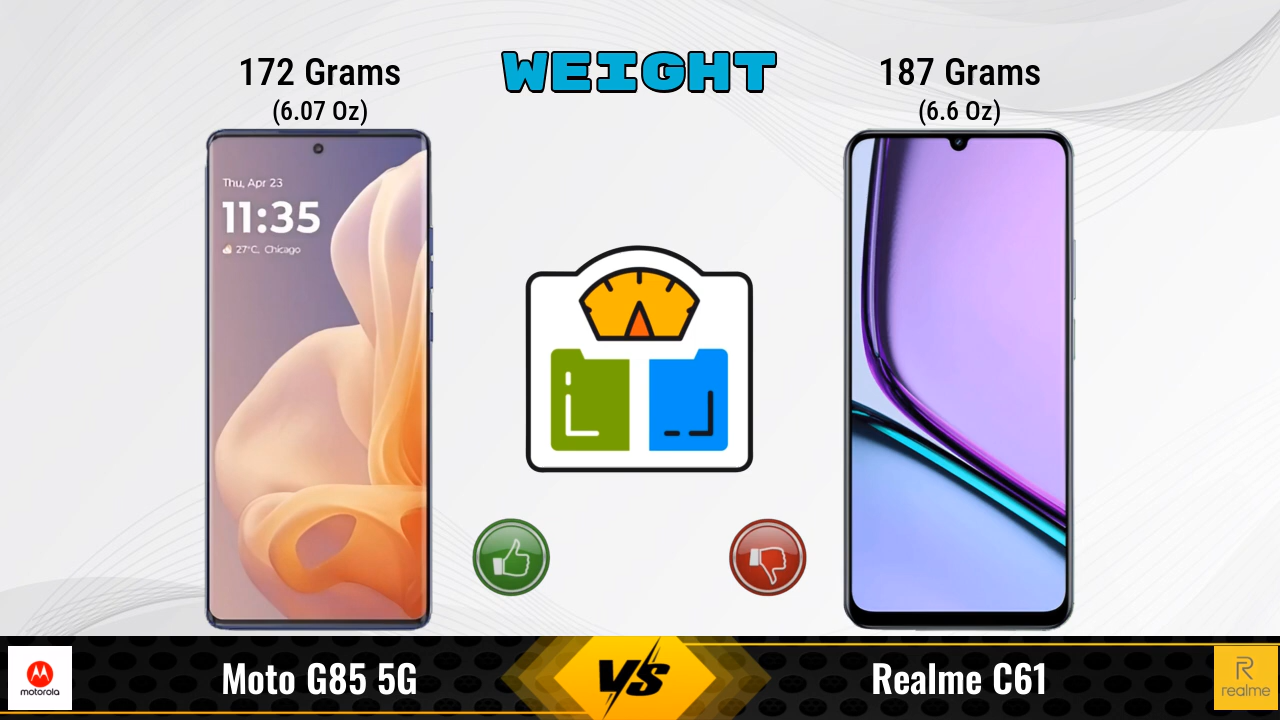 WEIGHT
172 Grams
(6.07 Oz)
187 Grams
(6.6 Oz)
Thu, Apr 23
11:35
27°C, Chicago
motorola
Moto G85 5G
VS
Realme C61
R
realme